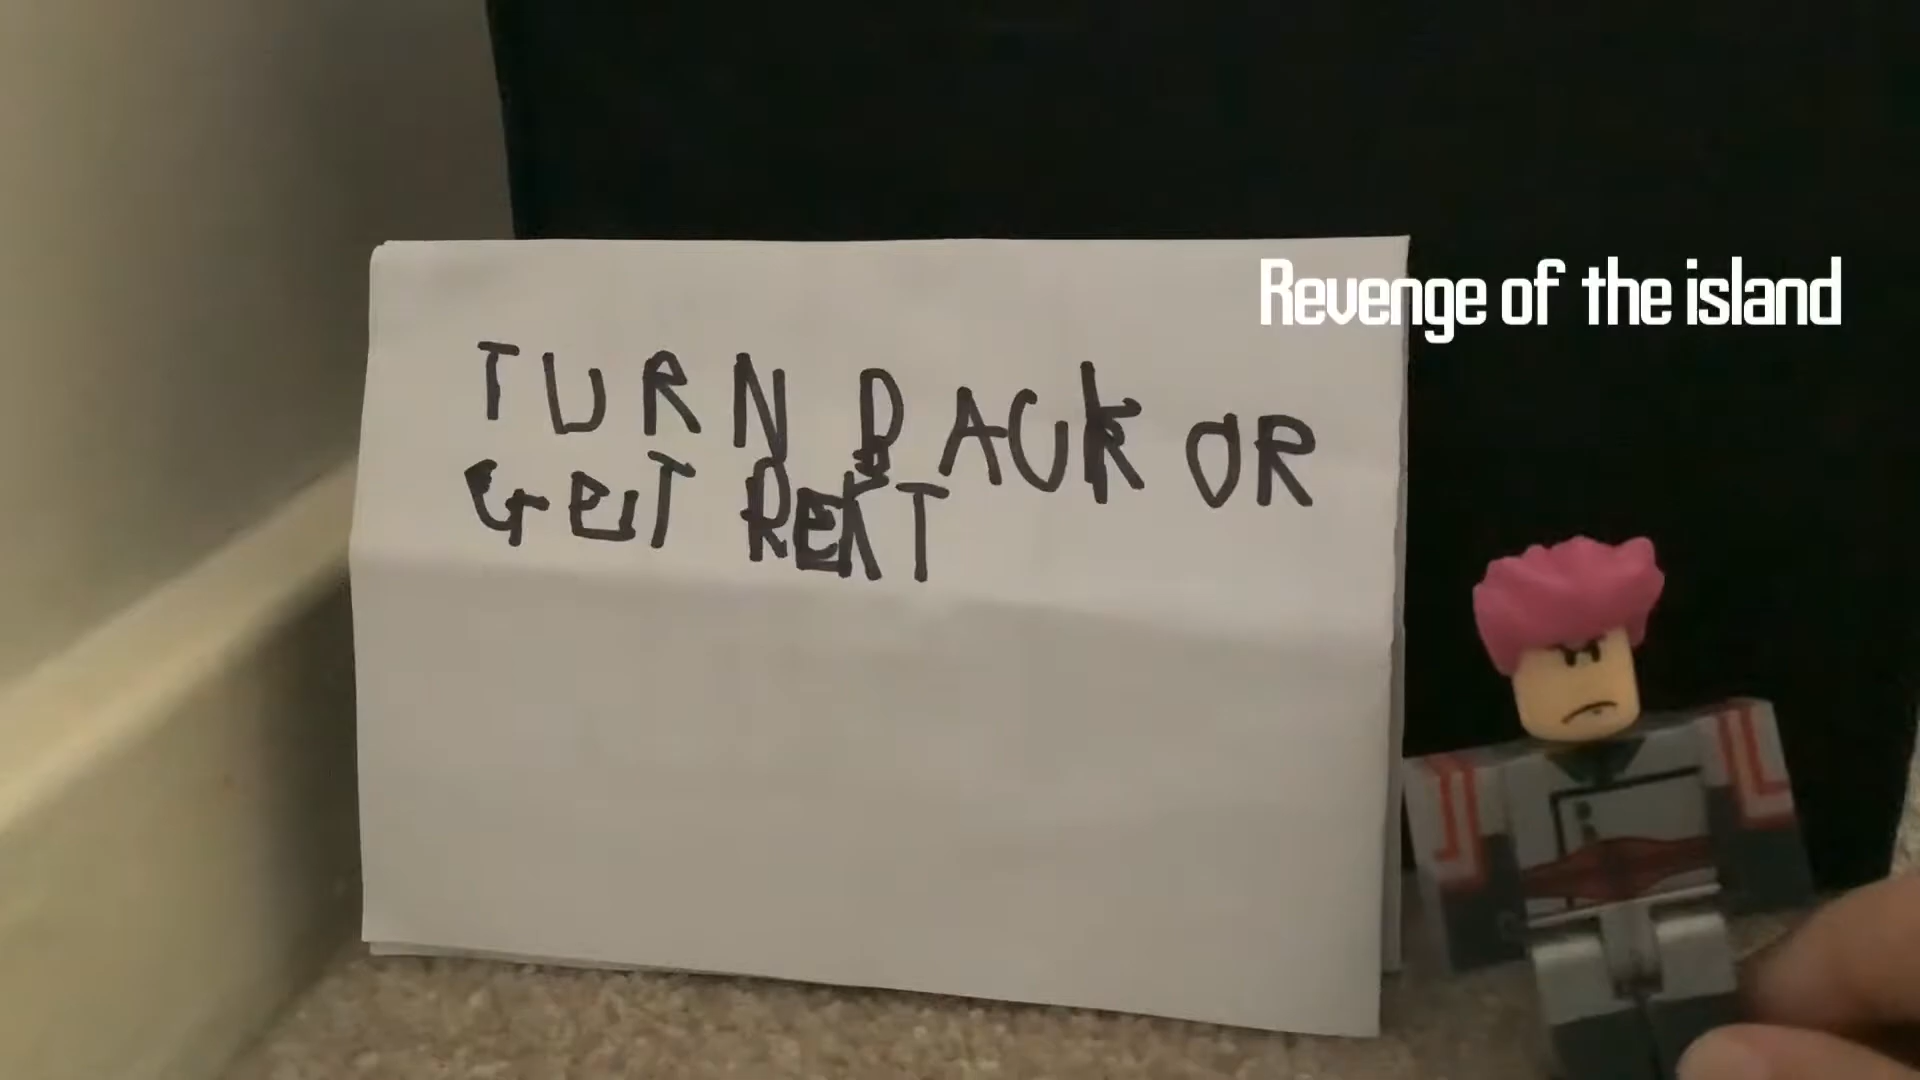 Revenge of the island
TURN BACK OR
GET REKT